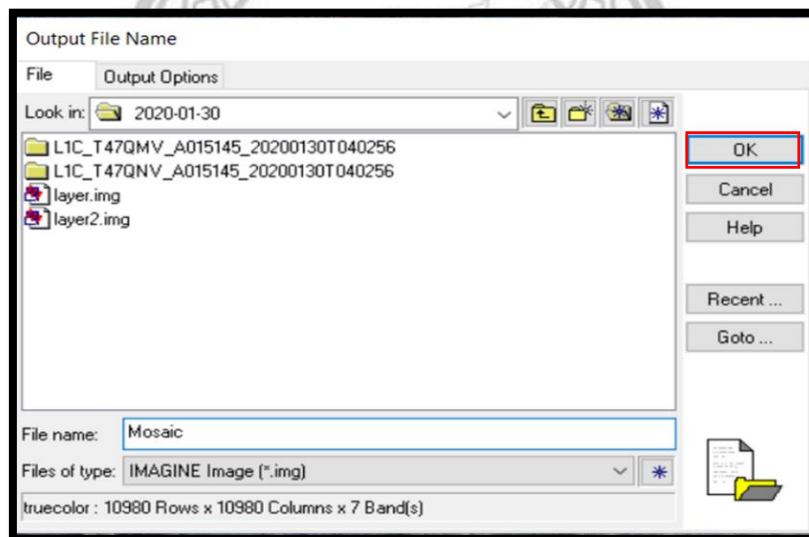 Output File Name
File Output Options
Look in: 2020-01-30
L1C_T47QMV_A015145_20200130T040256
L1C_T47QNV_A015145_20200130T040256
layer.img
layer2.img
OK
Cancel
Help
Recent ...
Goto ...
File name: Mosaic
Files of type: IMAGINE Image (*.img)
truecolor : 10980 Rows x 10980 Columns x 7 Band(s)